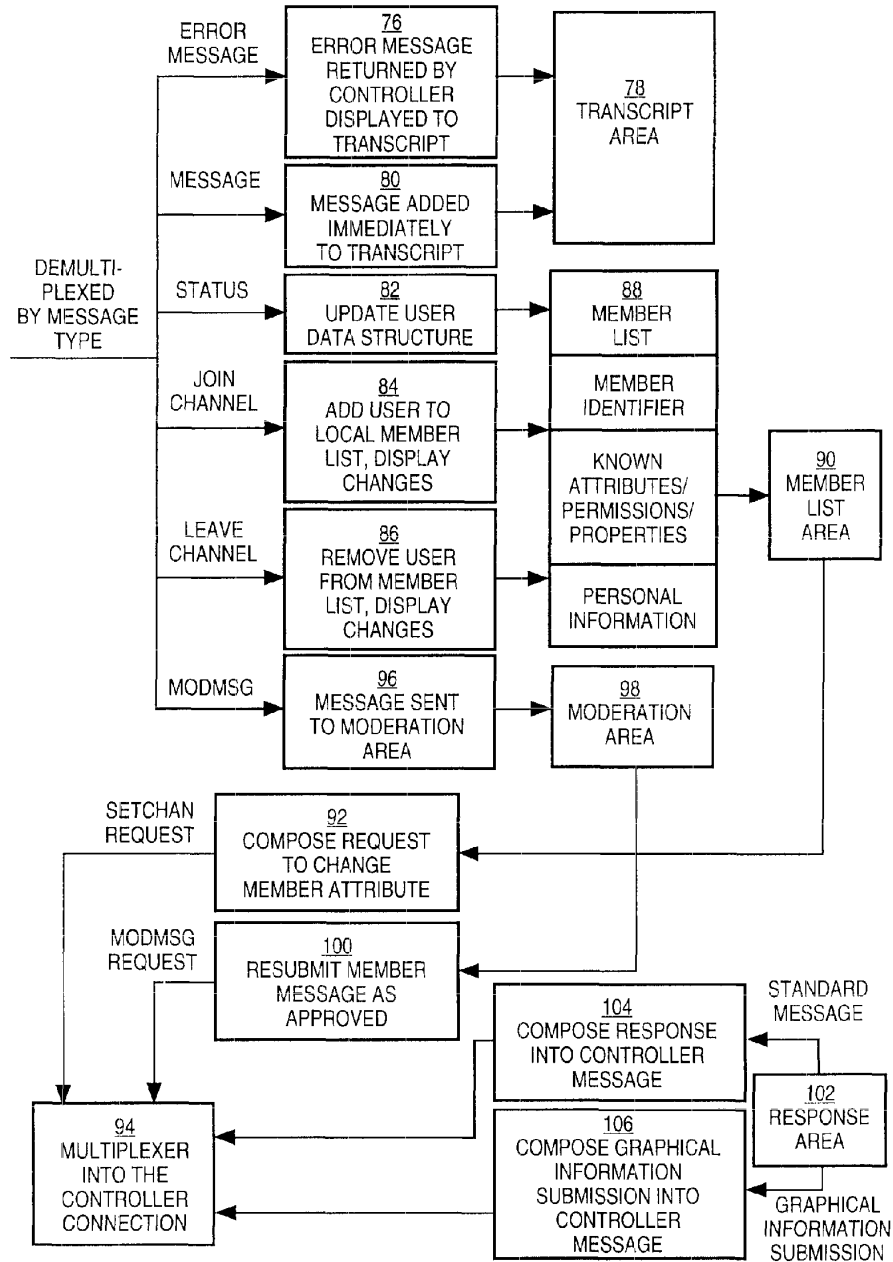 ERROR
MESSAGE
76
ERROR MESSAGE
RETURNED BY
CONTROLLER
DISPLAYED TO
TRANSCRIPT
78
TRANSCRIPT
AREA
MESSAGE
80
MESSAGE ADDED
IMMEDIATELY
TO TRANSCRIPT
DEMULTI-
PLEXED
BY MESSAGE
TYPE
STATUS
82
UPDATE USER
DATA STRUCTURE
88
MEMBER
LIST
MEMBER
IDENTIFIER
KNOWN
ATTRIBUTES/
PERMISSIONS/
PROPERTIES
PERSONAL
INFORMATION
JOIN
CHANNEL
84
ADD USER TO
LOCAL MEMBER
LIST, DISPLAY
CHANGES
90
MEMBER
LIST
AREA
LEAVE
CHANNEL
86
REMOVE USER
FROM MEMBER
LIST, DISPLAY
CHANGES
MODMSG
96
MESSAGE SENT
TO MODERATION
AREA
98
MODERATION
AREA
SETCHAN
REQUEST
92
COMPOSE REQUEST
TO CHANGE
MEMBER ATTRIBUTE
MODMSG
REQUEST
100
RESUBMIT MEMBER
MESSAGE AS
APPROVED
104
COMPOSE RESPONSE
INTO CONTROLLER
MESSAGE
STANDARD
MESSAGE
102
RESPONSE
AREA
94
MULTIPLEXER
INTO THE
CONTROLLER
CONNECTION
106
COMPOSE GRAPHICAL
INFORMATION
SUBMISSION INTO
CONTROLLER
MESSAGE
GRAPHICAL
INFORMATION
SUBMISSION